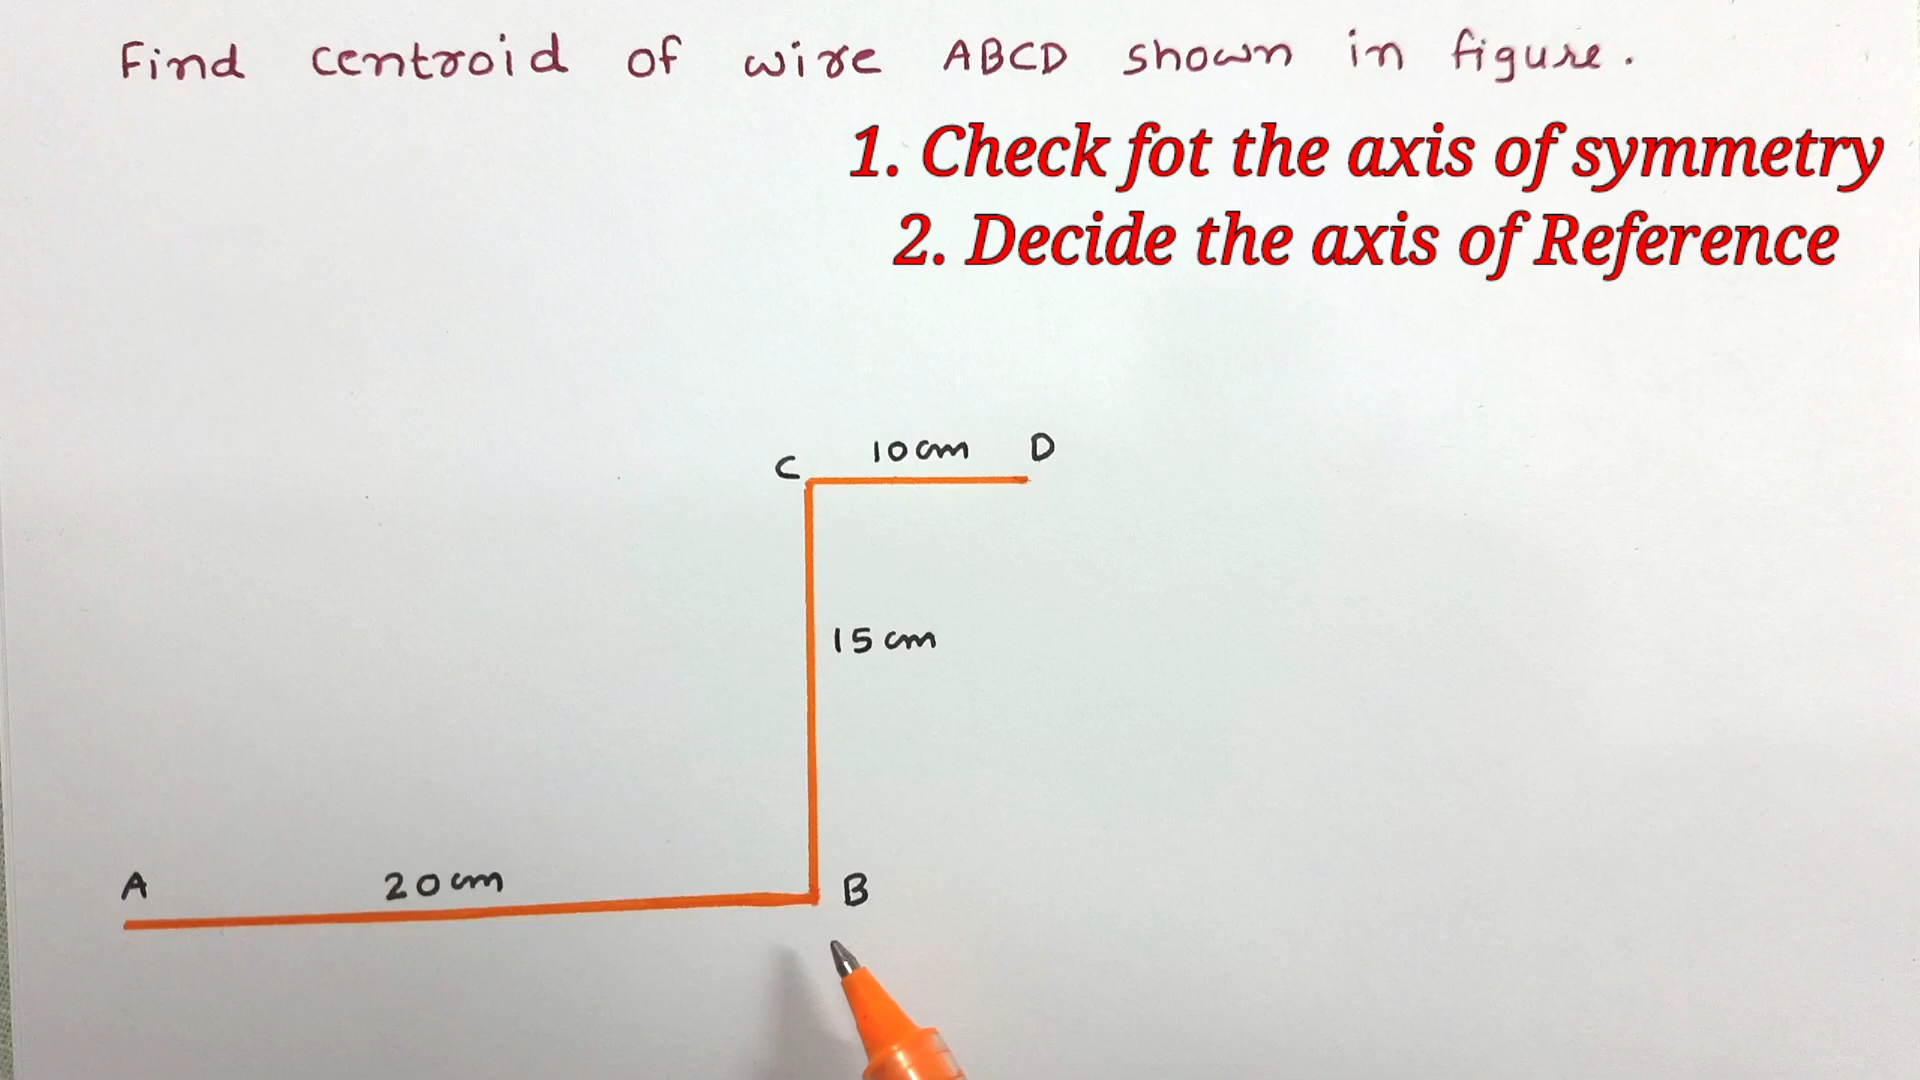 Find centroid of wire ABCD shown in figure.
1. Check fot the axis of symmetry
2. Decide the axis of Reference
C 10cm D
15 cm
A 20cm B